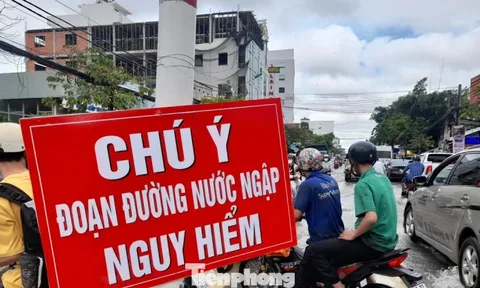 CHÚ Ý
ĐOẠN ĐƯỜNG NƯỚC NGẬP
NGUY HIỂM
Tienphong